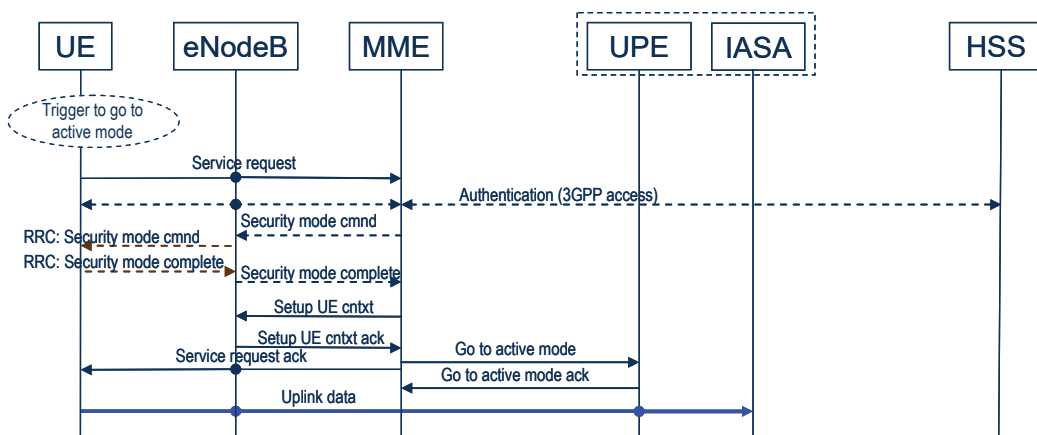 UE
eNodeB
MME
UPE
IASA
HSS
Trigger to go to
active mode
Service request
Authentication (3GPP access)
Security mode cmnd
RRC: Security mode cmnd
RRC: Security mode complete
Security mode complete
Setup UE cntxt
Setup UE cntxt ack
Service request ack
Go to active mode
Go to active mode ack
Uplink data